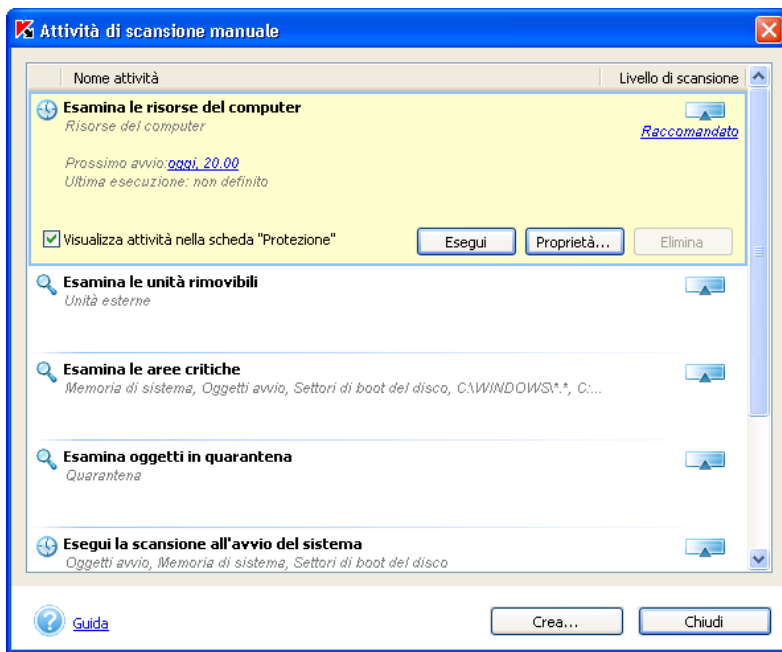 Attività di scansione manuale
Nome attività Livello di scansione
Esamina le risorse del computer
Risorse del computer
Raccomandato
Prossimo avvio:oggi, 20.00
Ultima esecuzione: non definito
Visualizza attività nella scheda "Protezione"
Esegui Proprietà... Elimina
Esamina le unità rimovibili
Unità esterne
Esamina le aree critiche
Memoria di sistema, Oggetti avvio, Settori di boot del disco, C:\WINDOWS\*.*, C:...
Esamina oggetti in quarantena
Quarantena
Esegui la scansione all'avvio del sistema
Oggetti avvio, Memoria di sistema, Settori di boot del disco
Guida Crea... Chiudi